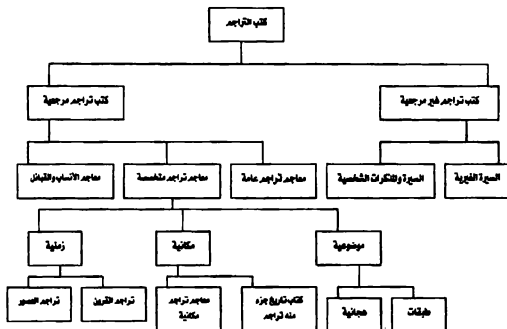 كتب التراجم
كتب تراجم غير مرجعية
كتب تراجم مرجعية
السيرة الغيرية
السيرة والمذكرات الشخصية
معاجم تراجم عامة
معاجم تراجم متخصصة
معاجم الأنساب والقبائل
موضوعية
مكانية
زمنية
طبقات
هجائية
كتاب تاريخ جزء
منه تراجم
معاجم تراجم
مكانية
تراجم القرون
تراجم العصور